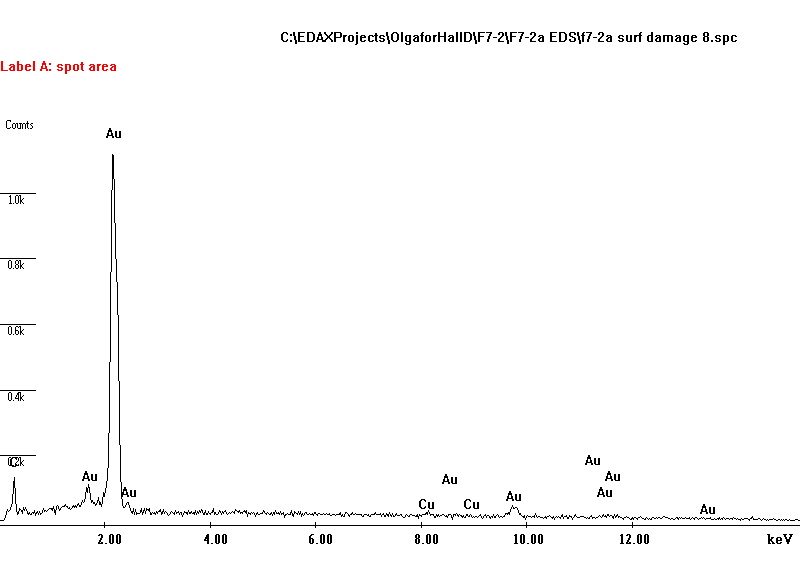 C:\EDAXProjects\OlgaforHallD\F7-2\F7-2a EDS\f7-2a surf damage 8.spc
Label A: spot area
Counts
Au
1.0k
0.8k
0.6k
0.4k
0.2k
C
Au
Au
Au
Au
Au
Au
Cu
Cu
Au
Au
2.00 4.00 6.00 8.00 10.00 12.00 keV